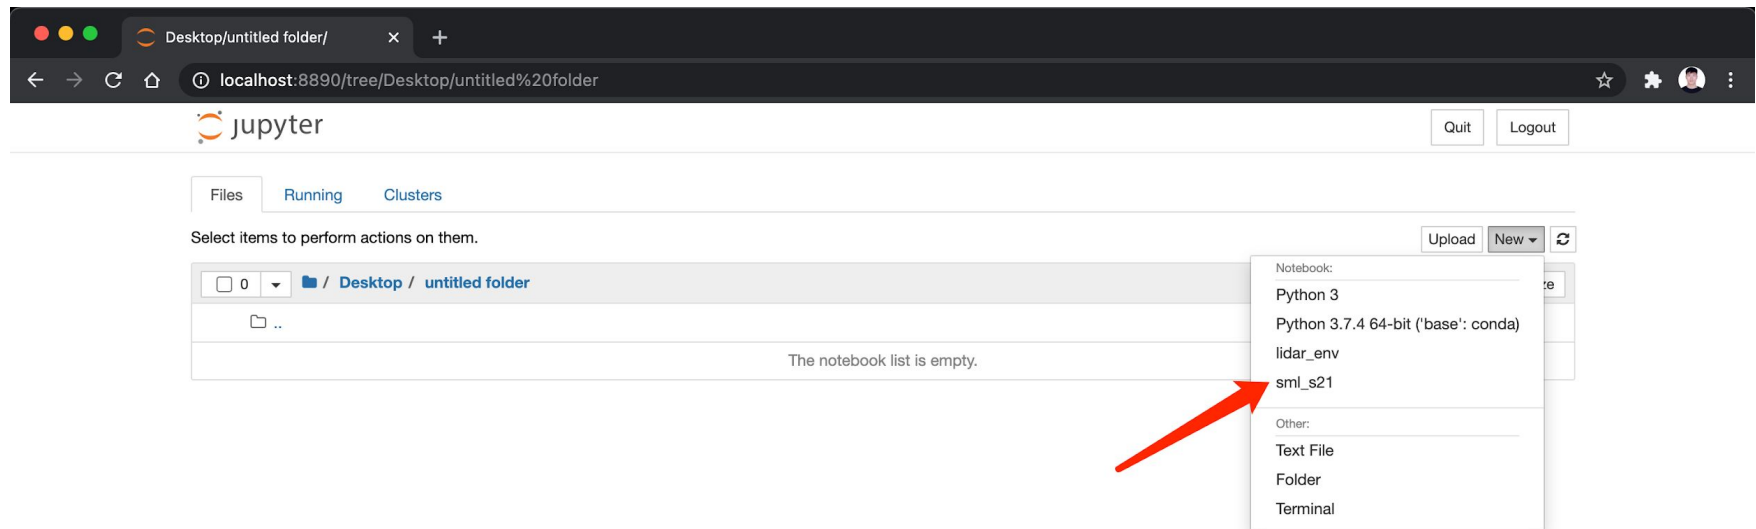 Desktop/untitled folder/
localhost:8890/tree/Desktop/untitled%20folder
jupyter
Quit
Logout
Files
Running
Clusters
Select items to perform actions on them.
Upload
New
0
/ Desktop / untitled folder
..
The notebook list is empty.
Notebook:
Python 3
Python 3.7.4 64-bit ('base': conda)
lidar_env
sml_s21
Other:
Text File
Folder
Terminal